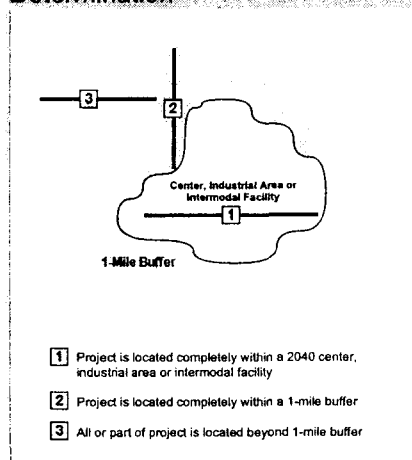 Determination
3
2
Center, Industrial Area or
Intermodal Facility
1
1-Mile Buffer
1 Project is located completely within a 2040 center,
industrial area or intermodal facility
2 Project is located completely within a 1-mile buffer
3 All or part of project is located beyond 1-mile buffer